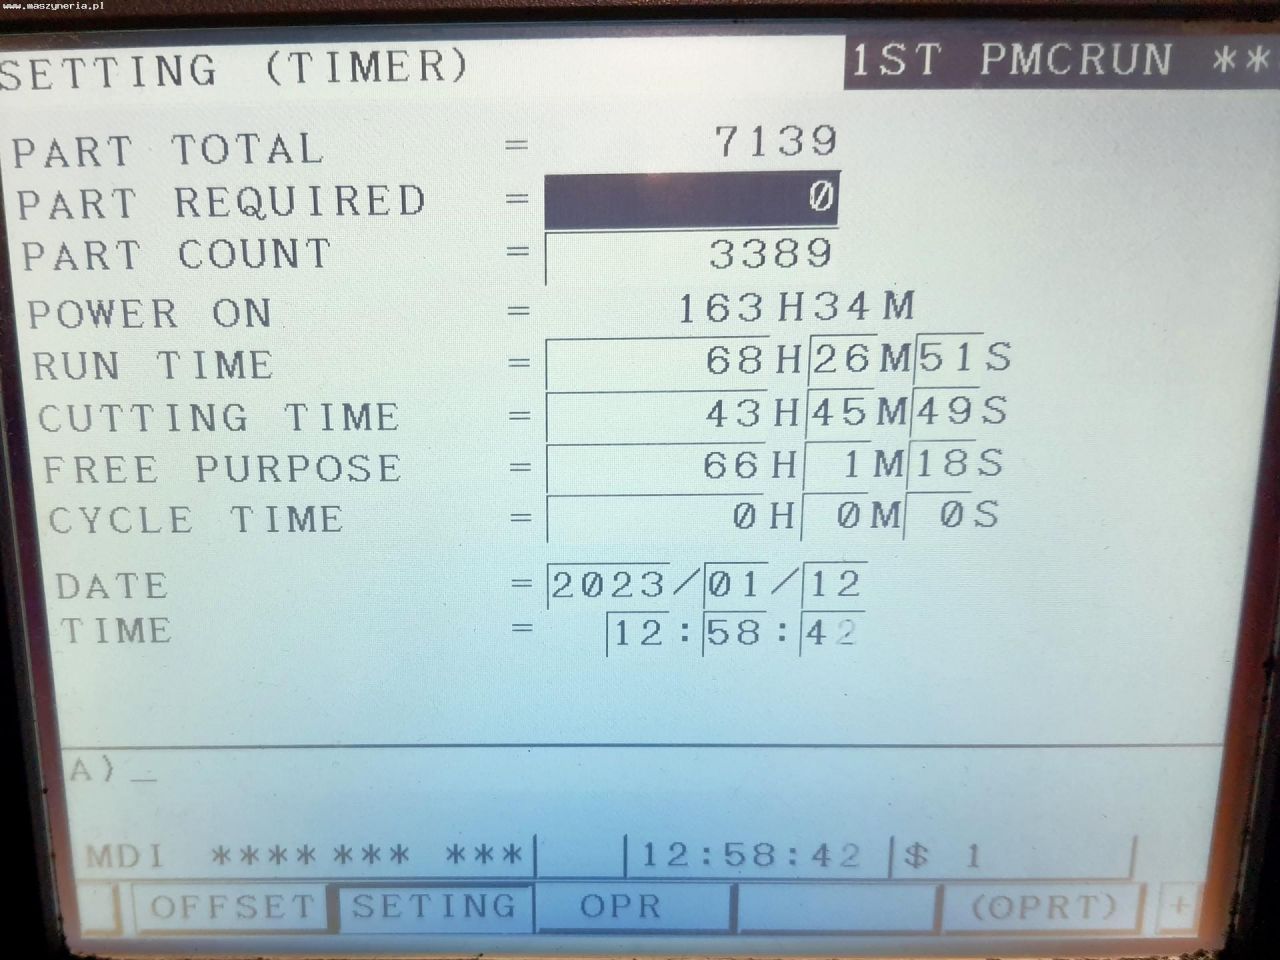 www.maszyneria.pl
SETTING (TIMER) 1ST PMCRUN **
PART TOTAL = 7139
PART REQUIRED = 0
PART COUNT = 3389
POWER ON = 163H34M
RUN TIME = 68H26M51S
CUTTING TIME = 43H45M49S
FREE PURPOSE = 66H 1M18S
CYCLE TIME = 0H 0M 0S
DATE = 2023/01/12
TIME = 12:58:42
A)_
MDI **** *** *** 12:58:42 $ 1
OFFSET SETING OPR (OPRT) +